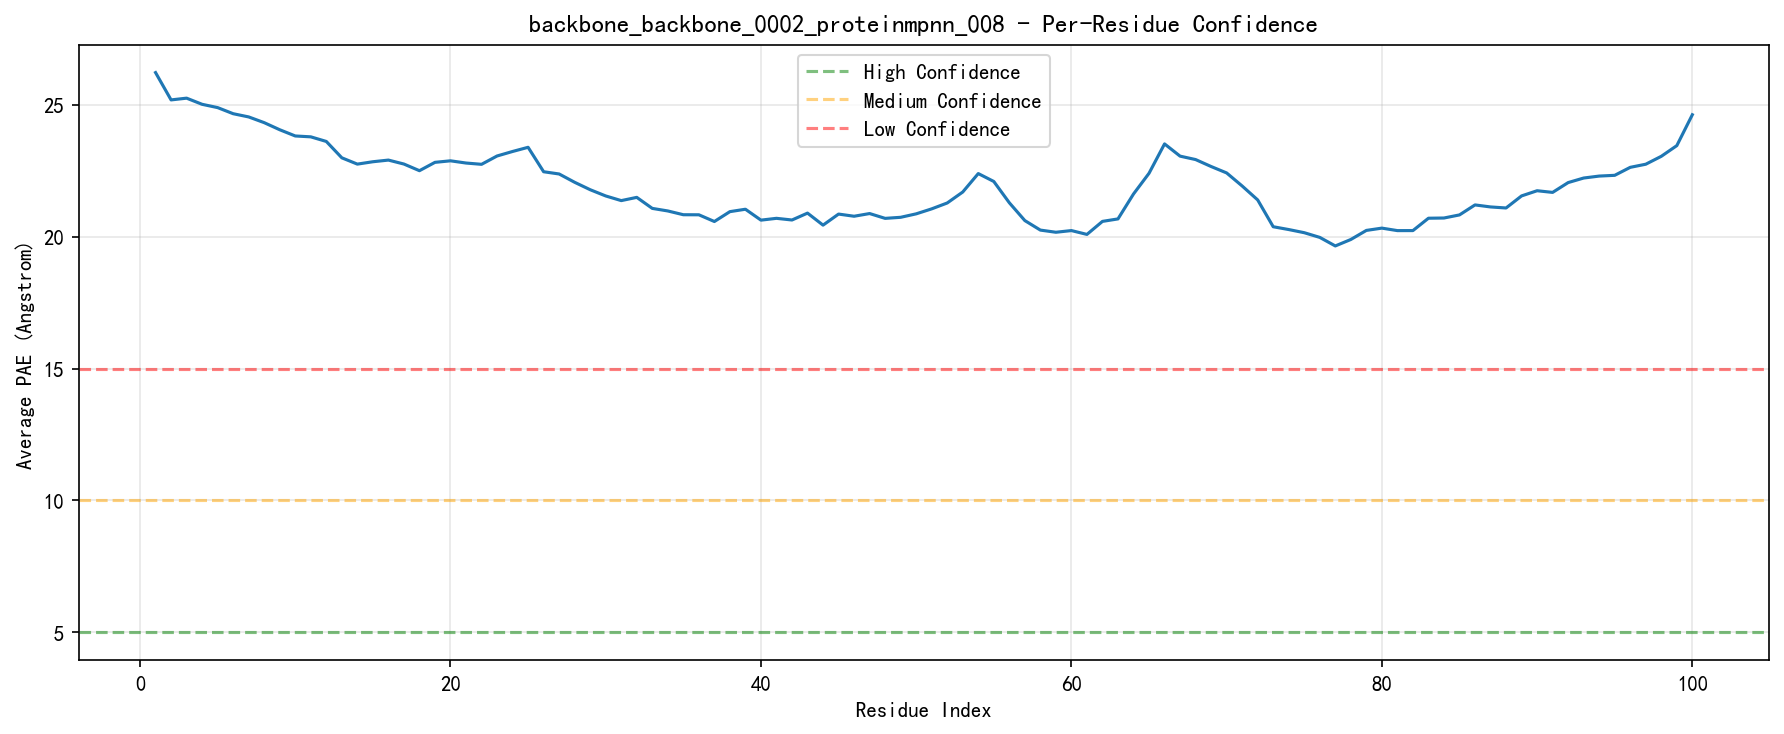 backbone_backbone_0002_proteinmpnn_008 - Per-Residue Confidence
High Confidence
Medium Confidence
Low Confidence
Average PAE (Angstrom)
25
20
15
10
5
0 20 40 60 80 100
Residue Index